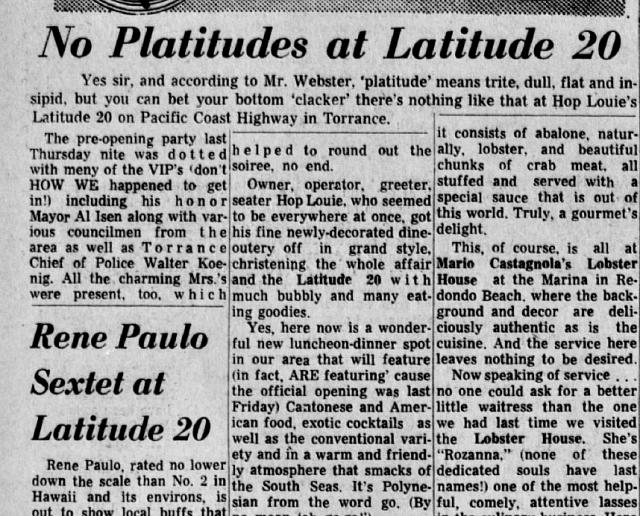 No Platitudes at Latitude 20
Yes sir, and according to Mr. Webster, 'platitude' means trite, dull, flat and in-
sipid, but you can bet your bottom 'clacker' there's nothing like that at Hop Louie's
Latitude 20 on Pacific Coast Highway in Torrance.
The pre-opening party last
Thursday nite was dotted
with meny of the VIP's (don't
HOW WE happened to get
in!) including his honor
Mayor Al Isen along with var-
ious councilmen from the
area as well as Torrance
Chief of Police Walter Koe-
nig. All the charming Mrs.'s
were present, too, which
helped to round out the
soiree, no end.
Owner, operator, greeter,
seater Hop Louie, who seemed
to be everywhere at once, got
his fine newly-decorated dine-
outery off in grand style,
christening the whole affair
and the Latitude 20 with
much bubbly and many eat-
ing goodies.
Yes, here now is a wonder-
ful new luncheon-dinner spot
in our area that will feature
(in fact, ARE featuring' cause
the official opening was last
Friday) Cantonese and Amer-
ican food, exotic cocktails as
well as the conventional vari-
ety and in a warm and friend-
ly atmosphere that smacks of
the South Seas. It's Polyne-
sian from the word go. (By
it consists of abalone, natur-
ally, lobster, and beautiful
chunks of crab meat, all
stuffed and served with a
special sauce that is out of
this world. Truly, a gourmet's
delight.
This, of course, is all at
Mario Castagnola's Lobster
House at the Marina in Re-
dondo Beach, where the back-
ground and decor are deli-
ciously authentic as is the
cuisine. And the service here
leaves nothing to be desired.
Now speaking of service . . .
no one could ask for a better
little waitress than the one
we had last time we visited
the Lobster House. She's
"Rozanna," (none of these
dedicated souls have last
names!) one of the most help-
ful, comely, attentive lasses
Rene Paulo
Sextet at
Latitude 20
Rene Paulo, rated no lower
down the scale than No. 2 in
Hawaii and its environs, is
out to show local buffs that